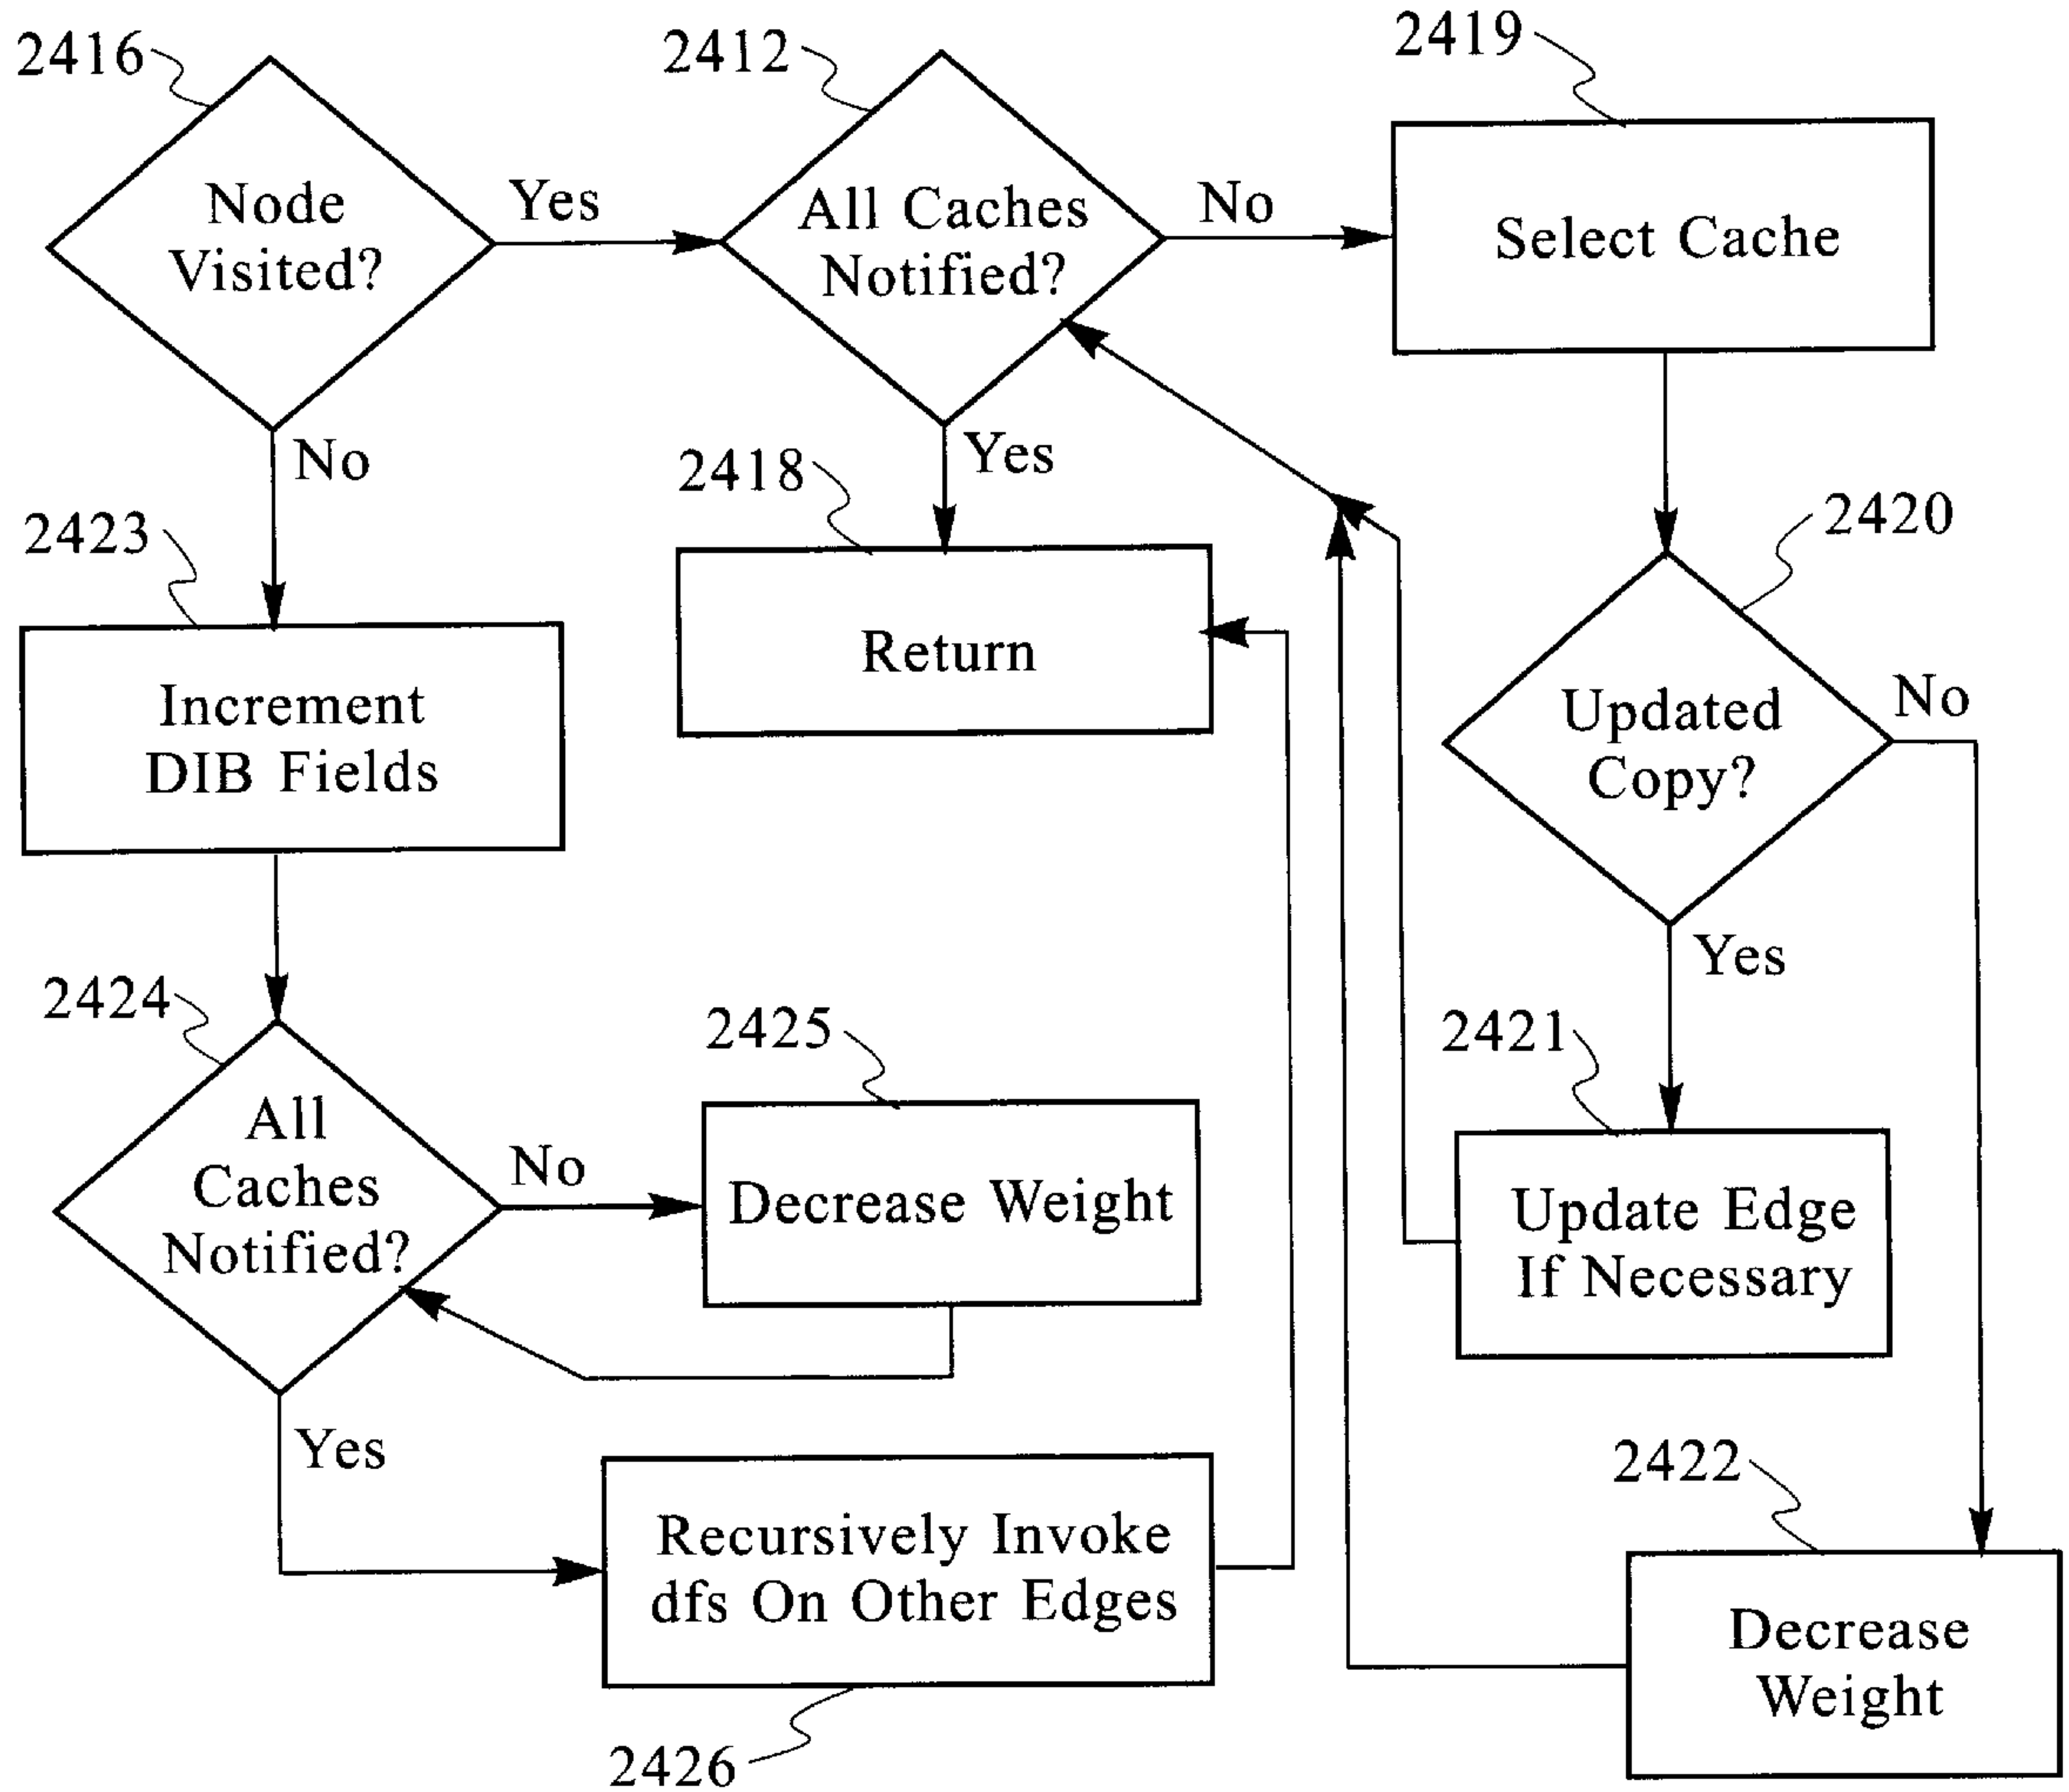 2416
2412
2419
Node
Visited?
Yes
All Caches
Notified?
No
Select Cache
No
Yes
2418
2420
2423
Return
Updated
Copy?
No
Increment
DIB Fields
Yes
2424
2425
2421
All
Caches
Notified?
No
Decrease Weight
Update Edge
If Necessary
Yes
2422
Recursively Invoke
dfs On Other Edges
Decrease
Weight
2426